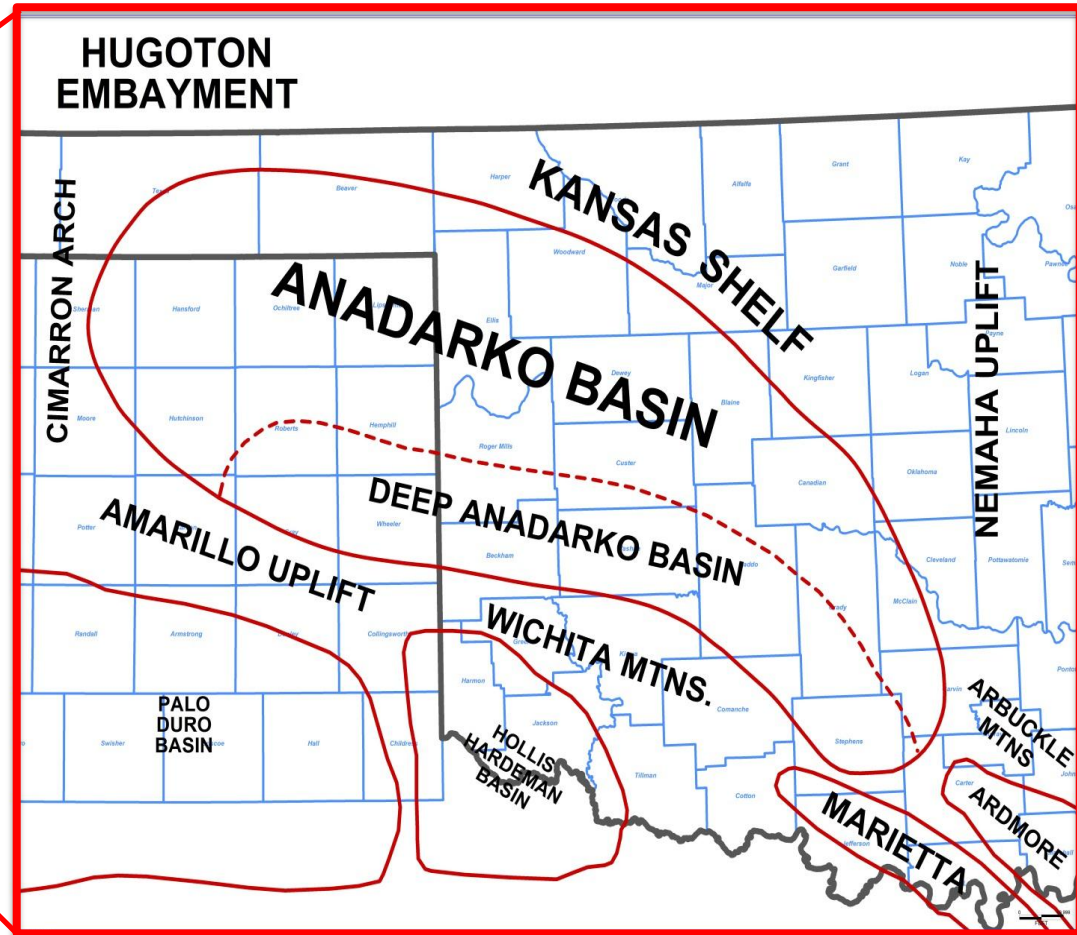 HUGOTON
EMBAYMENT
CIMARRON ARCH
KANSAS SHELF
ANADARKO BASIN
NEMAHA UPLIFT
DEEP ANADARKO BASIN
AMARILLO UPLIFT
WICHITA MTNS.
PALO
DURO
BASIN
HOLLIS
HARDEMAN
BASIN
ARBUCKLE
MTNS
MARIETTA
ARDMORE
Beaver
Harper
Alfalfa
Grant
Kay
Woodward
Major
Garfield
Noble
Hansford
Ochiltree
Ellis
Dewey
Blaine
Kingfisher
Logan
Payne
Moore
Hutchinson
Roberts
Hemphill
Roger Mills
Custer
Canadian
Oklahoma
Lincoln
Potter
Wheeler
Beckham
Cleveland
Pottawatomie
McClain
Randall
Armstrong
Collingsworth
Harmon
Jackson
Comanche
Stephens
Swisher
Hall
Tillman
Cotton
Carter
Jefferson